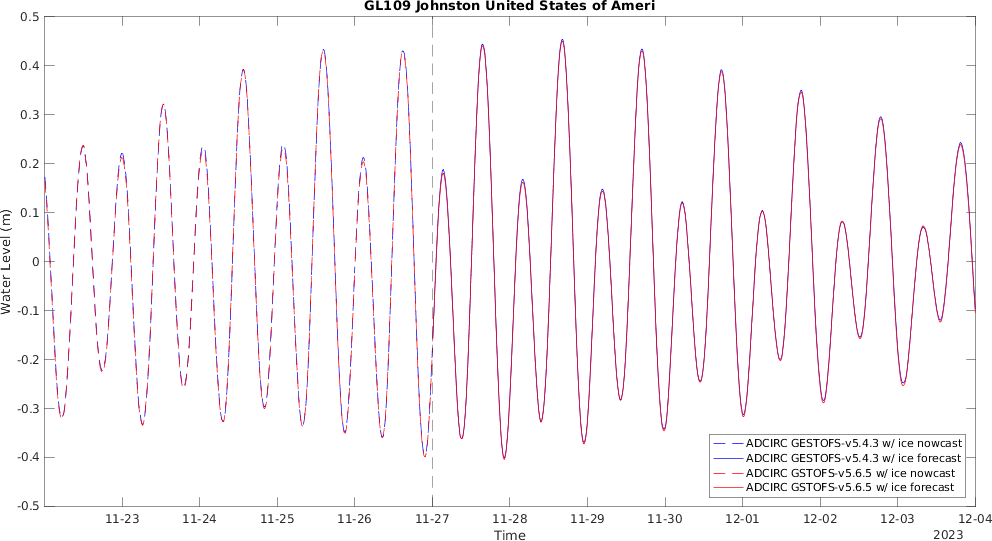 GL109 Johnston United States of Ameri
0.5
0.4
0.3
0.2
0.1
0
-0.1
-0.2
-0.3
-0.4
-0.5
Water Level (m)
11-23 11-24 11-25 11-26 11-27 11-28 11-29 11-30 12-01 12-02 12-03 12-04
Time
2023
ADCIRC GESTOFS-v5.4.3 w/ ice nowcast
ADCIRC GESTOFS-v5.4.3 w/ ice forecast
ADCIRC GSTOFS-v5.6.5 w/ ice nowcast
ADCIRC GSTOFS-v5.6.5 w/ ice forecast